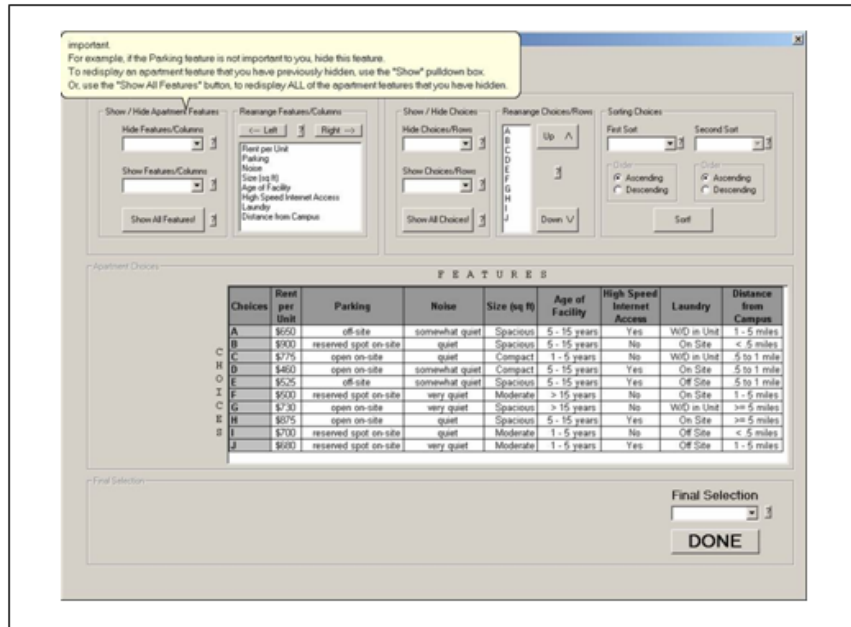 important.
For example, if the Parking feature is not important to you, hide this feature.
To redisplay an apartment feature that you have previously hidden, use the "Show" pulldown box.
Or, use the "Show All Features" button, to redisplay ALL of the apartment features that you have hidden.
Show / Hide Apartment Features
Hide Features/Columns
?
Show Features/Columns
?
Show All Features!
?
Rearrange Features/Columns
<-- Left
?
Right -->
Rent per Unit
Parking
Noise
Size (sq ft)
Age of Facility
High Speed Internet Access
Laundry
Distance from Campus
Show / Hide Choices
Hide Choices/Rows
?
Show Choices/Rows
?
Show All Choices!
?
Rearrange Choices/Rows
A
B
C
D
E
F
G
H
I
J
Up /\
?
Down \/
Sorting Choices
First Sort
?
Second Sort
?
Order
Ascending
Descending
Order
Ascending
Descending
Sort!
Apartment Choices
FEATURES
CHOICES
Choices Rent per Unit Parking Noise Size (sq ft) Age of Facility High Speed Internet Access Laundry Distance from Campus
A $650 off-site somewhat quiet Spacious 5 - 15 years Yes W/D in Unit 1 - 5 miles
B $900 reserved spot on-site quiet Spacious 5 - 15 years No On Site < .5 miles
C $775 open on-site quiet Compact 1 - 5 years No W/D in Unit .5 to 1 mile
D $460 open on-site somewhat quiet Compact 5 - 15 years Yes On Site .5 to 1 mile
E $525 off-site somewhat quiet Spacious 5 - 15 years Yes Off Site .5 to 1 mile
F $500 reserved spot on-site very quiet Moderate > 15 years No On Site 1 - 5 miles
G $730 open on-site very quiet Spacious > 15 years No W/D in Unit >= 5 miles
H $875 open on-site quiet Spacious 5 - 15 years Yes On Site >= 5 miles
I $700 reserved spot on-site quiet Moderate 1 - 5 years No Off Site < .5 miles
J $680 reserved spot on-site very quiet Moderate 1 - 5 years Yes Off Site 1 - 5 miles
Final Selection
Final Selection
?
DONE